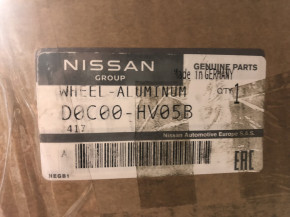 NISSAN
GROUP
GENUINE PARTS
Made in GERMANY
WHEEL-ALUMINUM
QTY
1
D0C00-HV05B
417
Nissan Automotive Europe S.A.S.
EAC